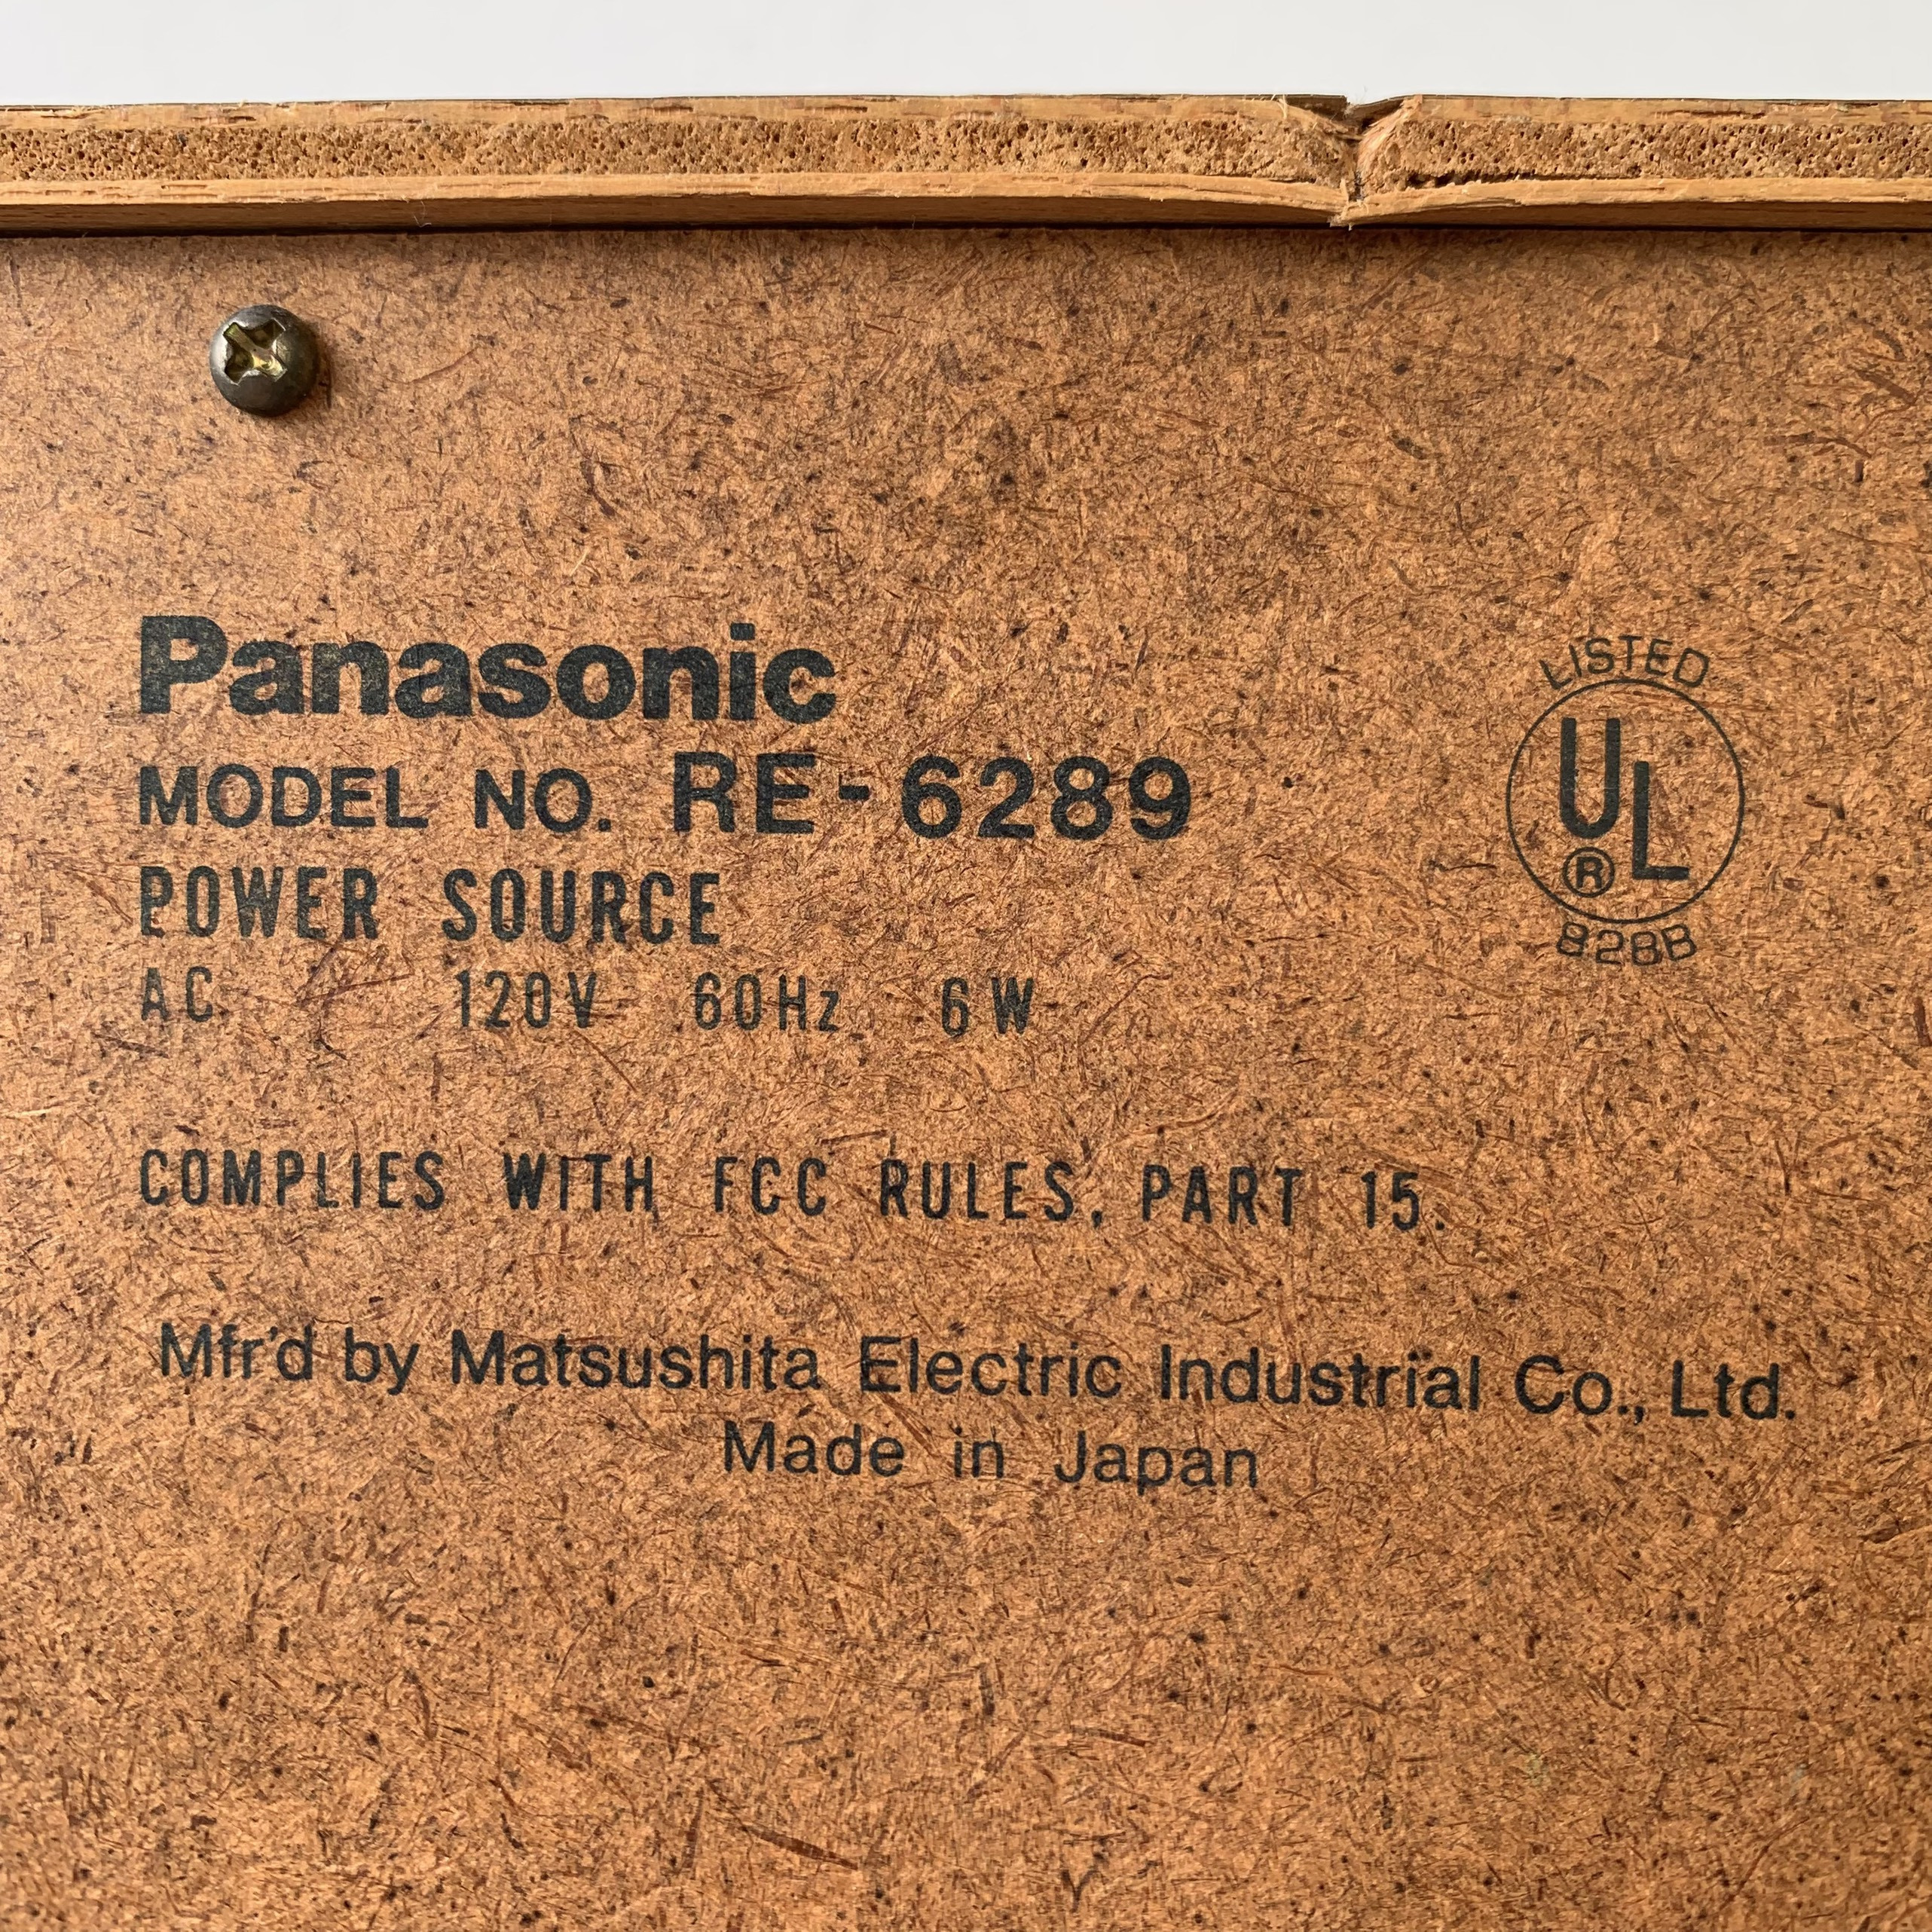 Panasonic
MODEL NO. RE-6289
POWER SOURCE
AC 120V 60Hz 6W
LISTED
UL
®
828B
COMPLIES WITH FCC RULES, PART 15.
Mfr'd by Matsushita Electric Industrial Co., Ltd.
Made in Japan